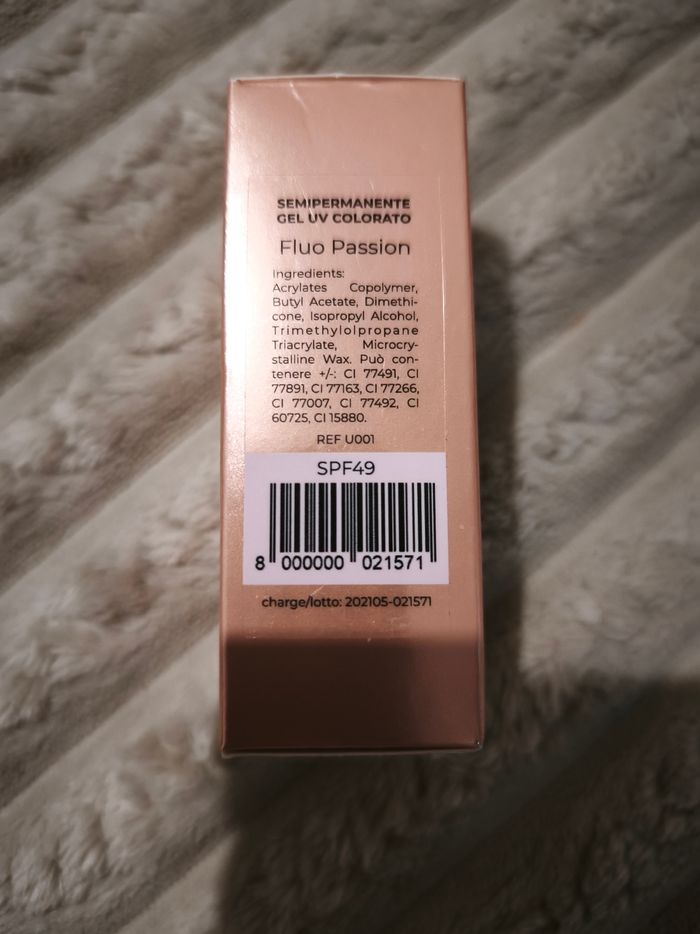 SEMIPERMANENTE
GEL UV COLORATO
Fluo Passion
Ingredients:
Acrylates Copolymer,
Butyl Acetate, Dimethi-
cone, Isopropyl Alcohol,
Trimethylolpropane
Triacrylate, Microcry-
stalline Wax. Può con-
tenere +/-: CI 77491, CI
77891, CI 77163, CI 77266,
CI 77007, CI 77492, CI
60725, CI 15880.
REF U001
SPF49
8 000000 021571
charge/lotto: 202105-021571